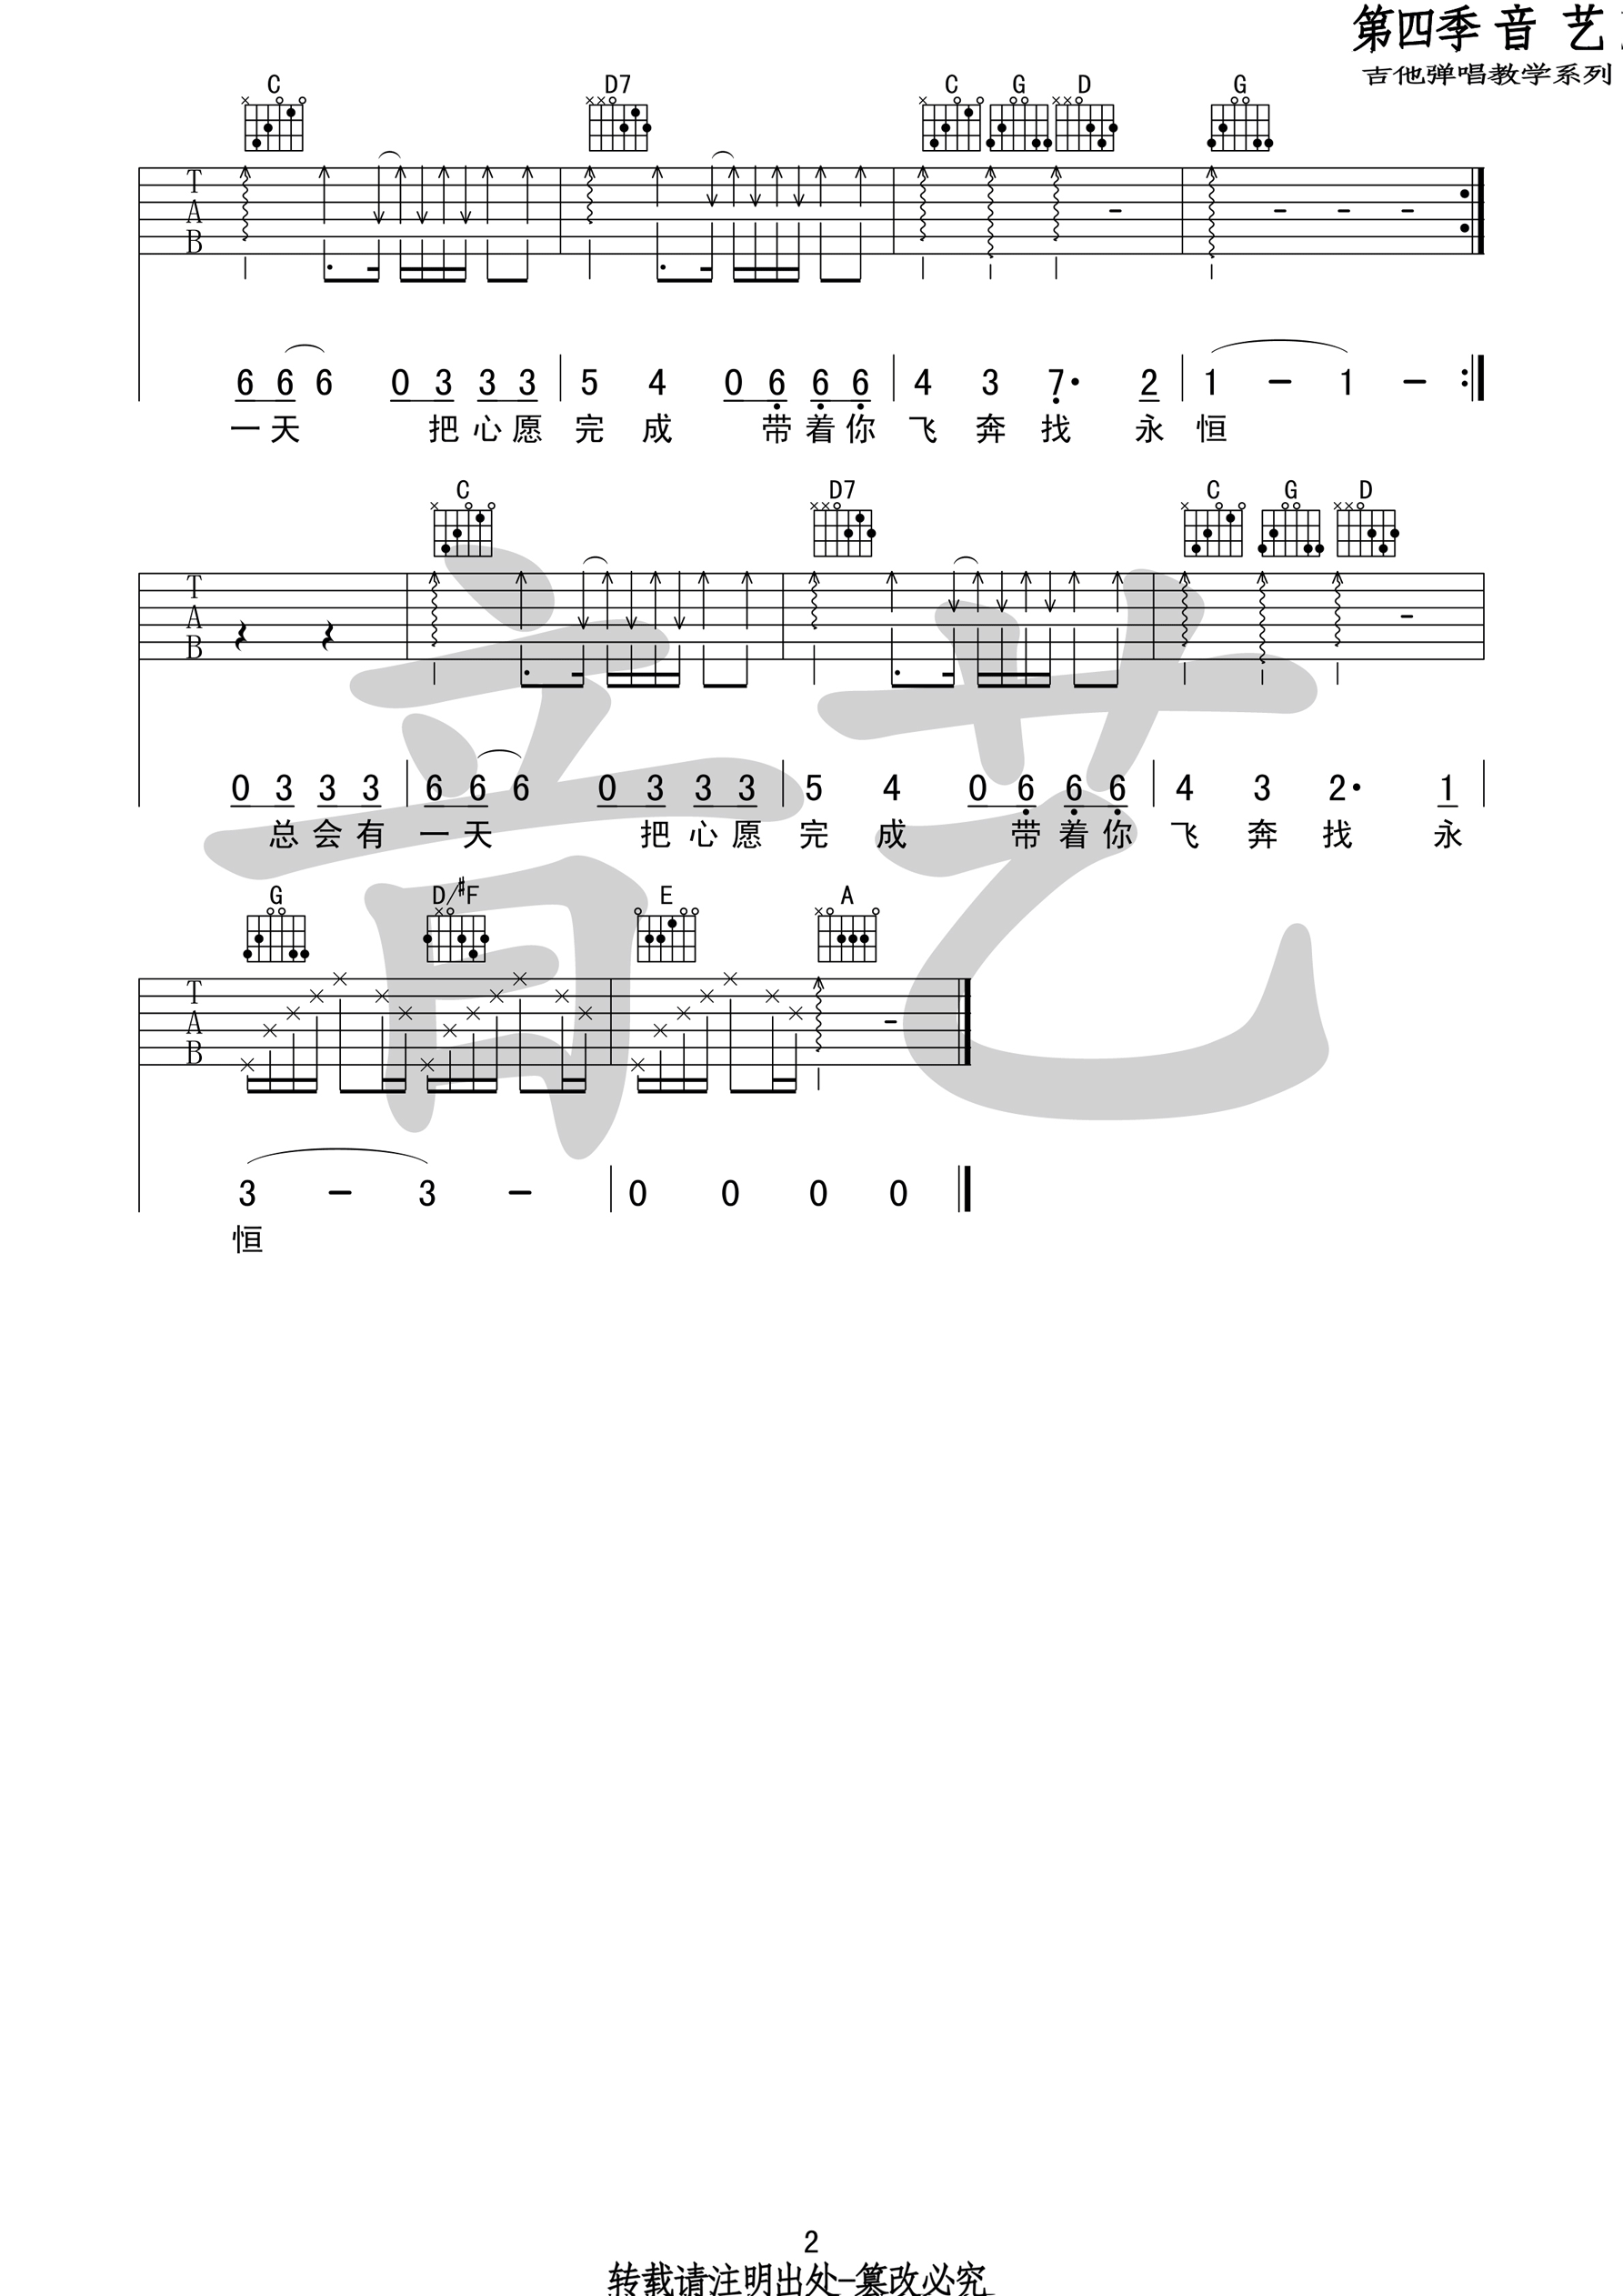 第四季 音 艺
吉他弹唱教学系列
C D7 C G D G
T
A
B
6 6 6 0 3 3 3 5 4 0 6 6 6 4 3 7· 2 1 - 1 -
一 天 把 心 愿 完 成 带 着 你 飞 奔 找 永 恒
C D7 C G D
T
A
B
0 3 3 3 6 6 6 0 3 3 3 5 4 0 6 6 6 4 3 2· 1
总 会 有 一 天 把 心 愿 完 成 带 着 你 飞 奔 找 永
G D/#F E A
T
A
B
3 - 3 - 0 0 0 0
恒
音艺
2
转载请注明出处-篡改必究